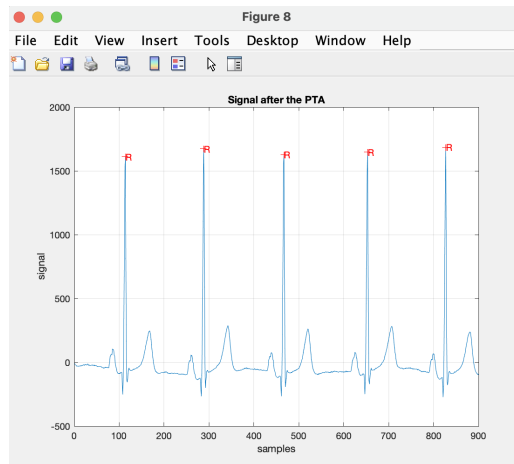 Figure 8
File Edit View Insert Tools Desktop Window Help
Signal after the PTA
2000
1500
1000
500
0
-500
signal
R R R R R
0 100 200 300 400 500 600 700 800 900
samples